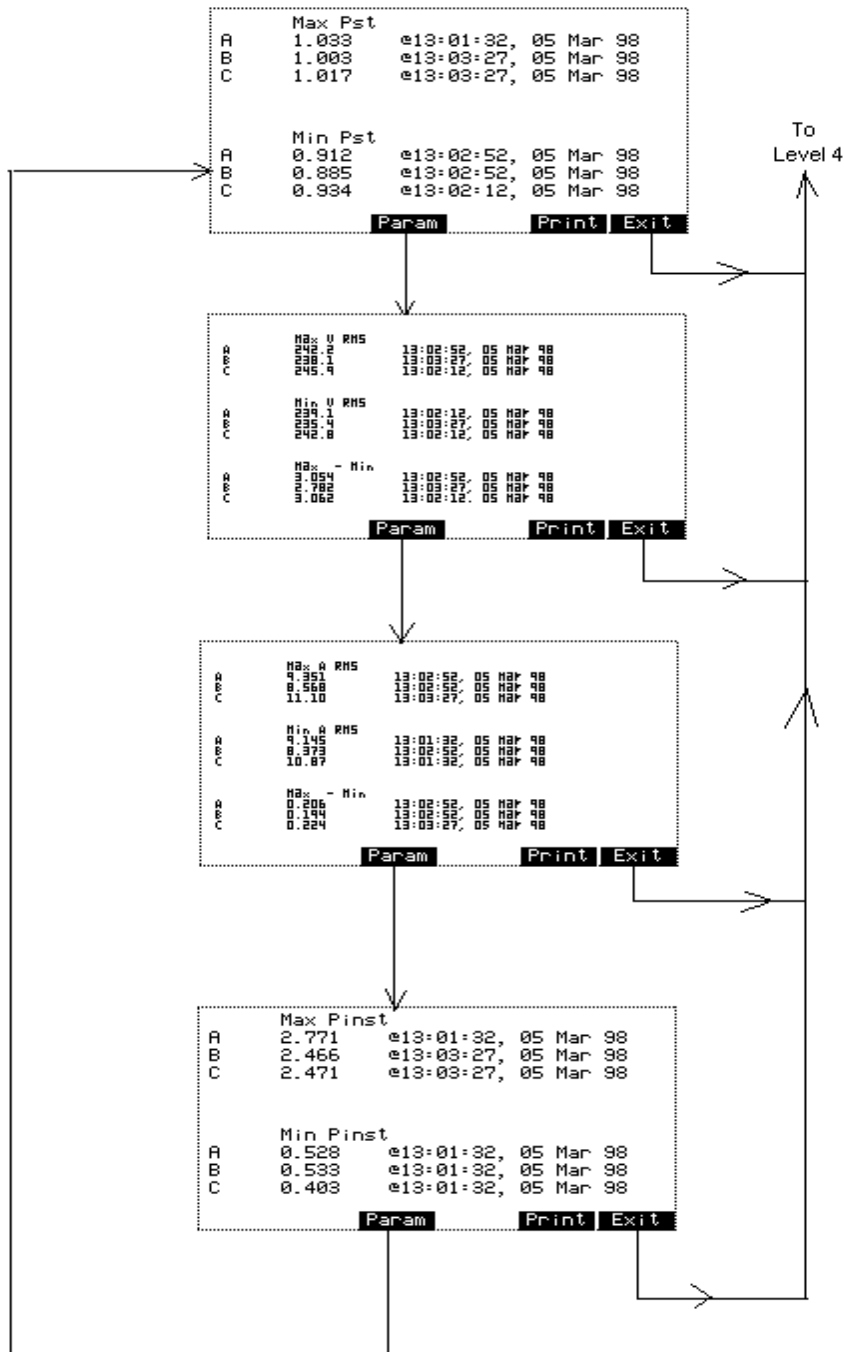 Max Pst
A 1.033 @13:01:32, 05 Mar 98
B 1.003 @13:03:27, 05 Mar 98
C 1.017 @13:03:27, 05 Mar 98
Min Pst
A 0.912 @13:02:52, 05 Mar 98
B 0.885 @13:02:52, 05 Mar 98
C 0.934 @13:02:12, 05 Mar 98
Param Print Exit
To
Level 4
Max V RMS
A 242.2 13:02:52, 05 Mar 98
B 238.1 13:03:27, 05 Mar 98
C 245.9 13:02:12, 05 Mar 98
Min V RMS
A 239.1 13:02:12, 05 Mar 98
B 235.4 13:03:27, 05 Mar 98
C 242.8 13:02:12, 05 Mar 98
Max - Min
A 3.054 13:02:52, 05 Mar 98
B 2.782 13:03:27, 05 Mar 98
C 3.062 13:02:12. 05 Mar 98
Param Print Exit
Max A RMS
A 9.351 13:02:52, 05 Mar 98
B 8.568 13:02:52, 05 Mar 98
C 11.10 13:03:27, 05 Mar 98
Min A RMS
A 9.145 13:01:32, 05 Mar 98
B 8.373 13:02:52, 05 Mar 98
C 10.87 13:01:32, 05 Mar 98
Max - Min
A 0.206 13:02:52, 05 Mar 98
B 0.194 13:02:52, 05 Mar 98
C 0.224 13:03:27, 05 Mar 98
Param Print Exit
Max Pinst
A 2.771 @13:01:32, 05 Mar 98
B 2.466 @13:03:27, 05 Mar 98
C 2.471 @13:03:27, 05 Mar 98
Min Pinst
A 0.528 @13:01:32, 05 Mar 98
B 0.533 @13:01:32, 05 Mar 98
C 0.403 @13:01:32, 05 Mar 98
Param Print Exit